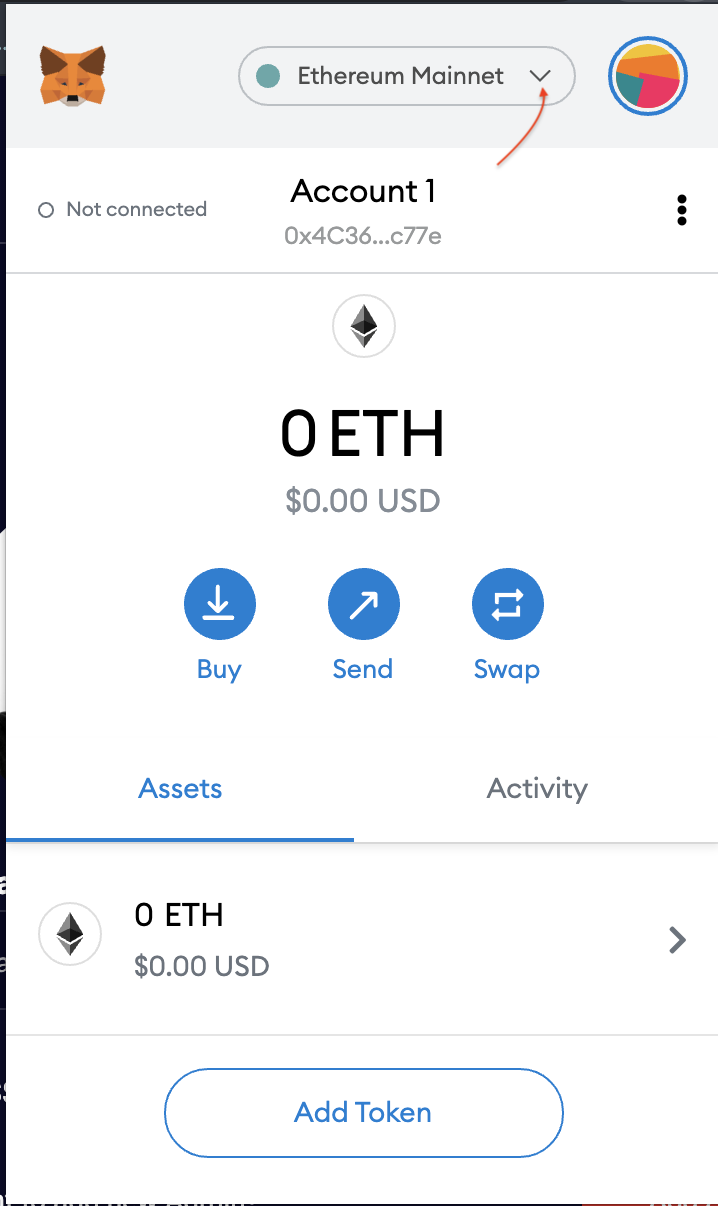 Ethereum Mainnet
Not connected
Account 1
0x4C36...c77e
0 ETH
$0.00 USD
Buy
Send
Swap
Assets
Activity
0 ETH
$0.00 USD
Add Token